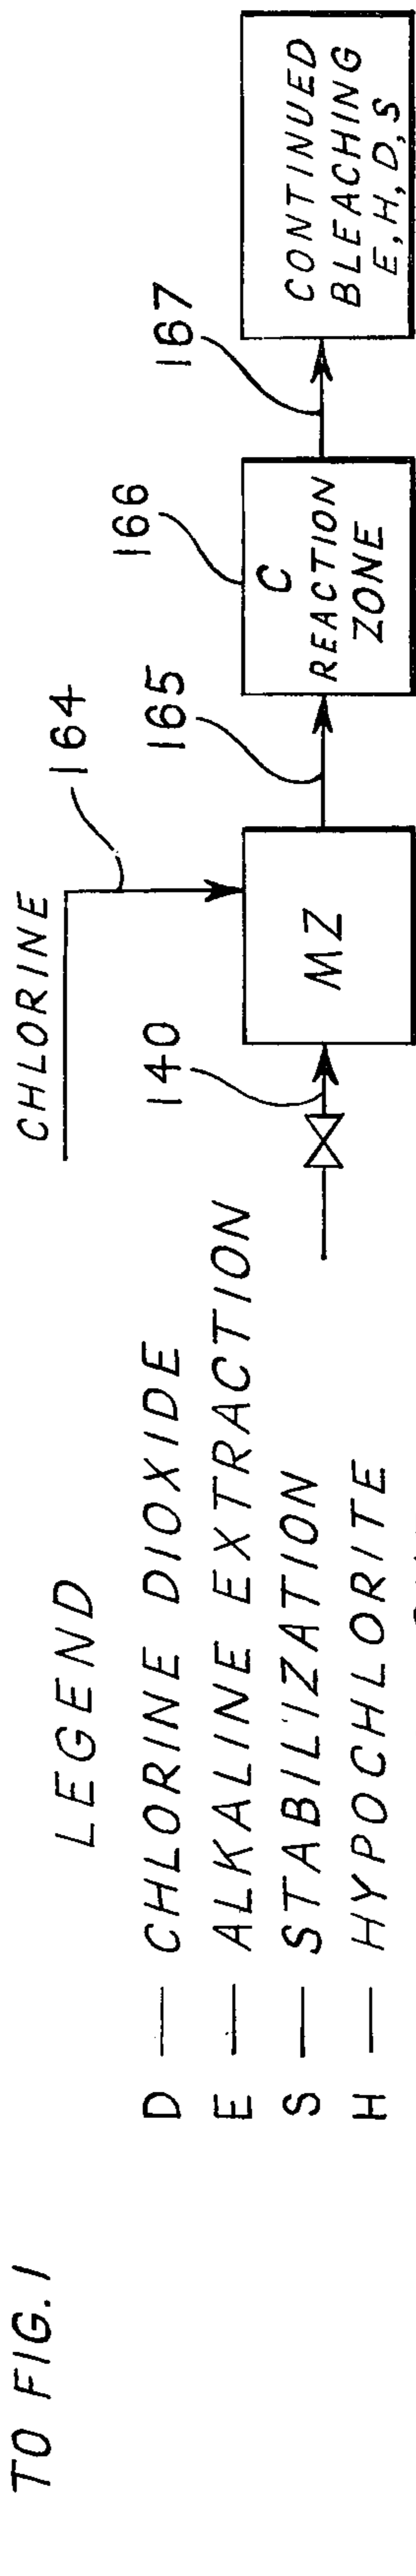 TO FIG. 1
LEGEND
D — CHLORINE DIOXIDE
E — ALKALINE EXTRACTION
S — STABILIZATION
H — HYPOCHLORITE
CHLORINE
164
140
MZ
165
166
C
REACTION
ZONE
167
CONTINUED
BLEACHING
E, H, D, S